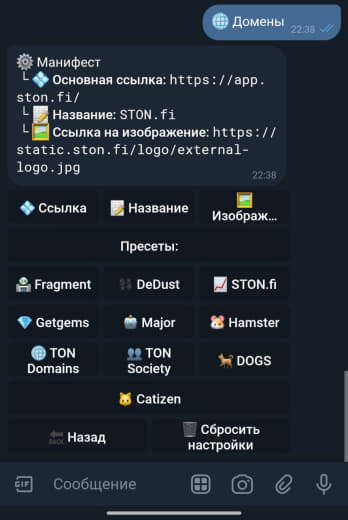 🌐 Домены 22:38
⚙️ Манифест
└ 💠 Основная ссылка: https://app.
ston.fi/
└ 📝 Название: STON.fi
└ 🖼 Ссылка на изображение: https://
static.ston.fi/logo/external-
logo.jpg
22:38
💠 Ссылка
📝 Название
🖼
Изображ...
Пресеты:
Fragment
DeDust
📈 STON.fi
💎 Getgems
🤖 Major
🐹 Hamster
🌐 TON
Domains
👥 TON
Society
🐕 DOGS
🐱 Catizen
🔙 Назад
🗑 Сбросить
настройки
GIF Сообщение